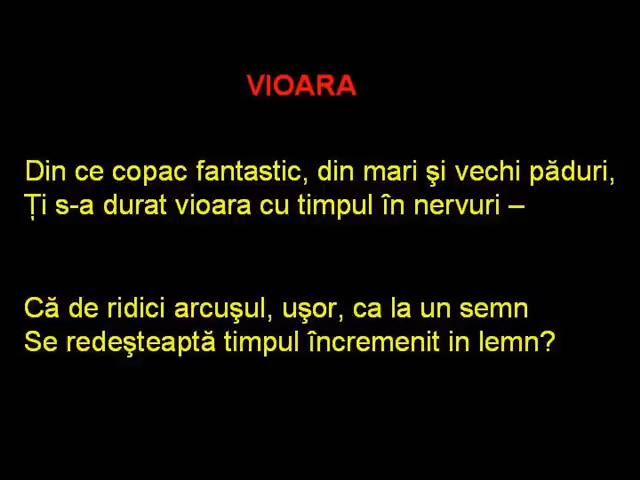 VIOARA
Din ce copac fantastic, din mari şi vechi păduri,
Ţi s-a durat vioara cu timpul în nervuri –
Că de ridici arcuşul, uşor, ca la un semn
Se redeşteaptă timpul încremenit in lemn?